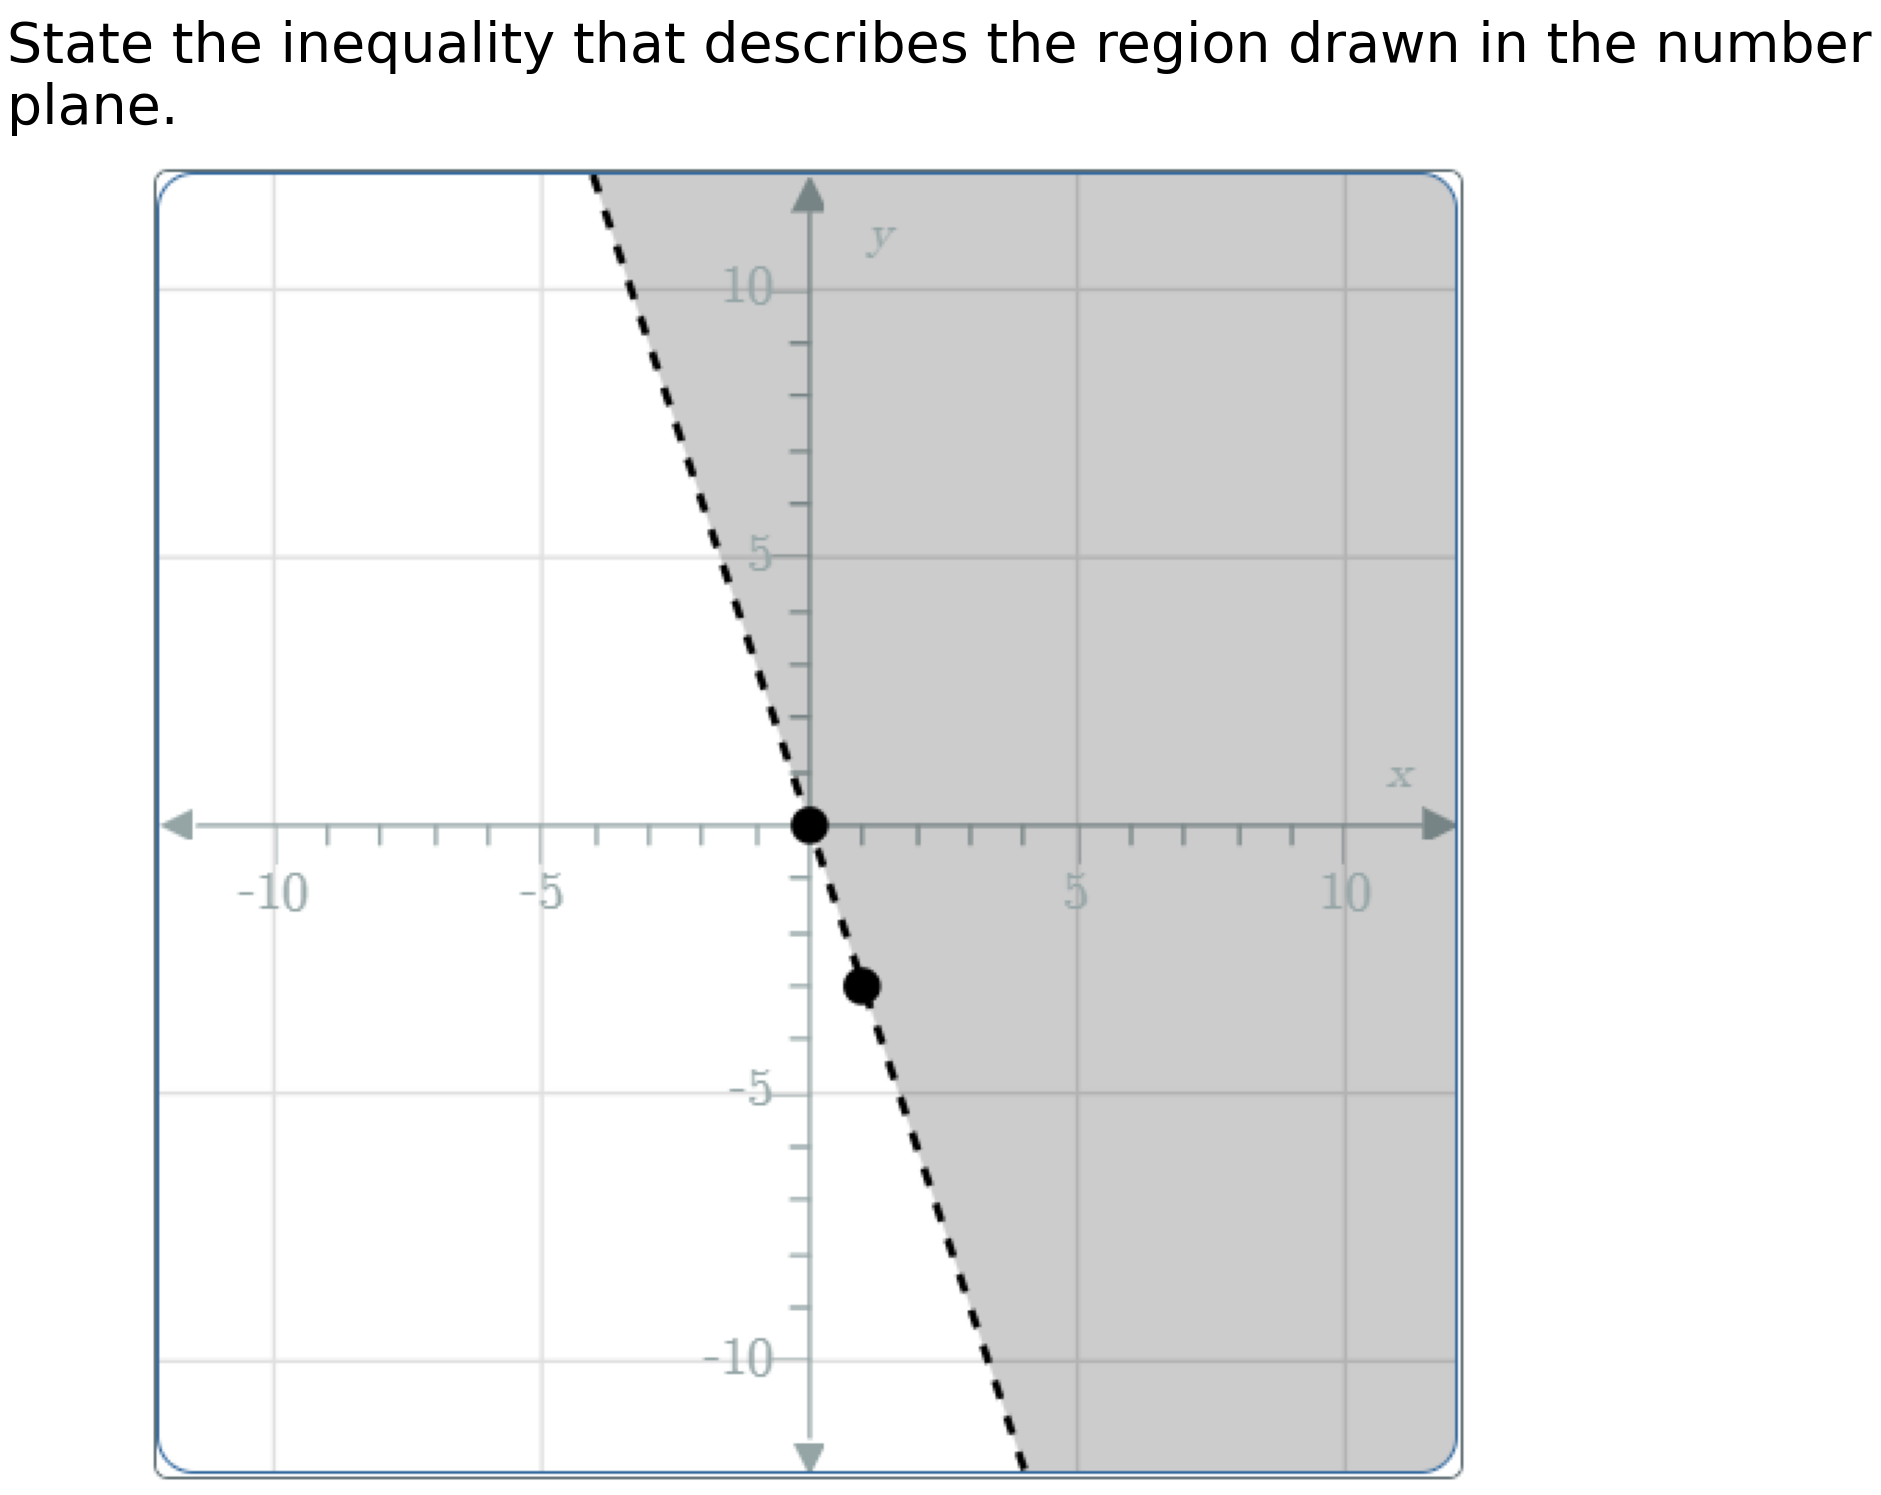 State the inequality that describes the region drawn in the number
plane.
y
10
5
x
-10 -5 5 10
-5
-10